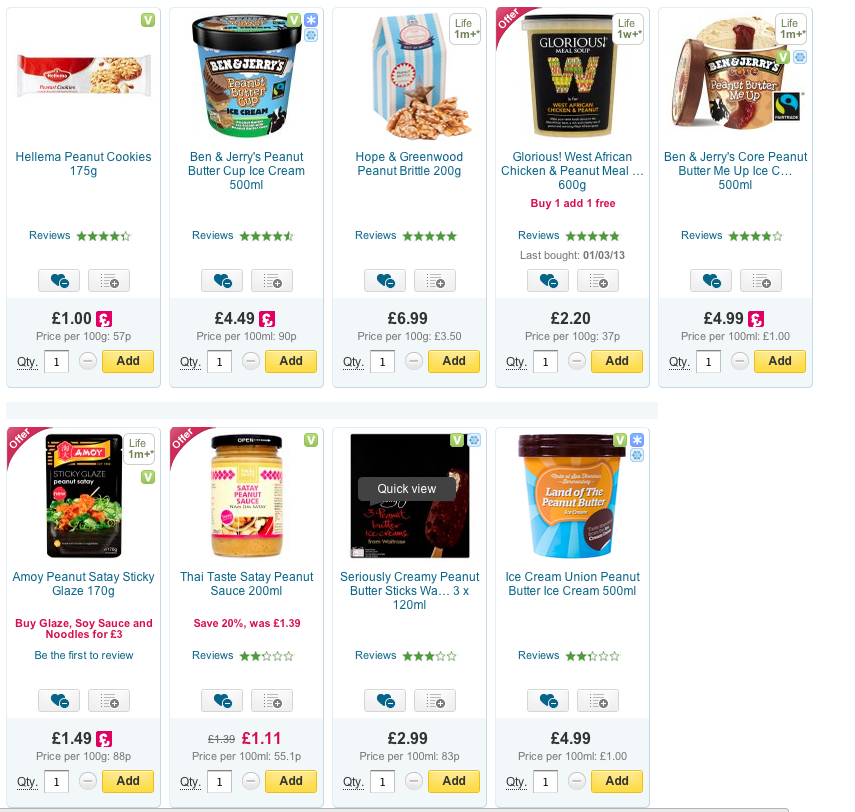 Hellema
Peanut Cookies
BEN & JERRY'S
Peanut
Butter
Cup
ICE CREAM
Life
1m+*
Offer
GLORIOUS!
MEAL SOUP
W
WEST AFRICAN
CHICKEN & PEANUT
Life
1w+*
BEN & JERRY'S
CORE
Peanut Butter
Me Up
FAIRTRADE
Life
1m+*
V
V
V
Hellema Peanut Cookies
175g
Ben & Jerry's Peanut
Butter Cup Ice Cream
500ml
Hope & Greenwood
Peanut Brittle 200g
Glorious! West African
Chicken & Peanut Meal ...
600g
Ben & Jerry's Core Peanut
Butter Me Up Ice C...
500ml
Buy 1 add 1 free
Reviews
Reviews
Reviews
Reviews
Reviews
Last bought: 01/03/13
£1.00 £
£4.49 £
£6.99
£2.20
£4.99 £
Price per 100g: 57p
Price per 100ml: 90p
Price per 100g: £3.50
Price per 100g: 37p
Price per 100ml: £1.00
Qty. 1 Add
Qty. 1 Add
Qty. 1 Add
Qty. 1 Add
Qty. 1 Add
Offer
AMOY
STICKY GLAZE
peanut satay
new
Life
1m+*
V
Offer
OPEN
THAI
TASTE
SATAY
PEANUT
SAUCE
NAM JIM SATAY
V
Quick view
3 peanut
butter
ice creams
from Waitrose
V
Land of The
Peanut Butter
Ice Cream
V
Amoy Peanut Satay Sticky
Glaze 170g
Thai Taste Satay Peanut
Sauce 200ml
Seriously Creamy Peanut
Butter Sticks Wa... 3 x
120ml
Ice Cream Union Peanut
Butter Ice Cream 500ml
Buy Glaze, Soy Sauce and
Noodles for £3
Save 20%, was £1.39
Be the first to review
Reviews
Reviews
Reviews
£1.49 £
£1.39 £1.11
£2.99
£4.99
Price per 100g: 88p
Price per 100ml: 55.1p
Price per 100ml: 83p
Price per 100ml: £1.00
Qty. 1 Add
Qty. 1 Add
Qty. 1 Add
Qty. 1 Add